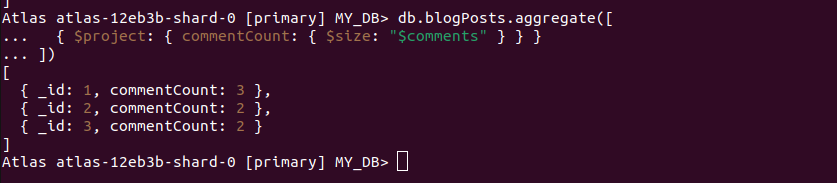 ]
Atlas atlas-12eb3b-shard-0 [primary] MY_DB> db.blogPosts.aggregate([
...   { $project: { commentCount: { $size: "$comments" } } }
... ])
[
  { _id: 1, commentCount: 3 },
  { _id: 2, commentCount: 2 },
  { _id: 3, commentCount: 2 }
]
Atlas atlas-12eb3b-shard-0 [primary] MY_DB>